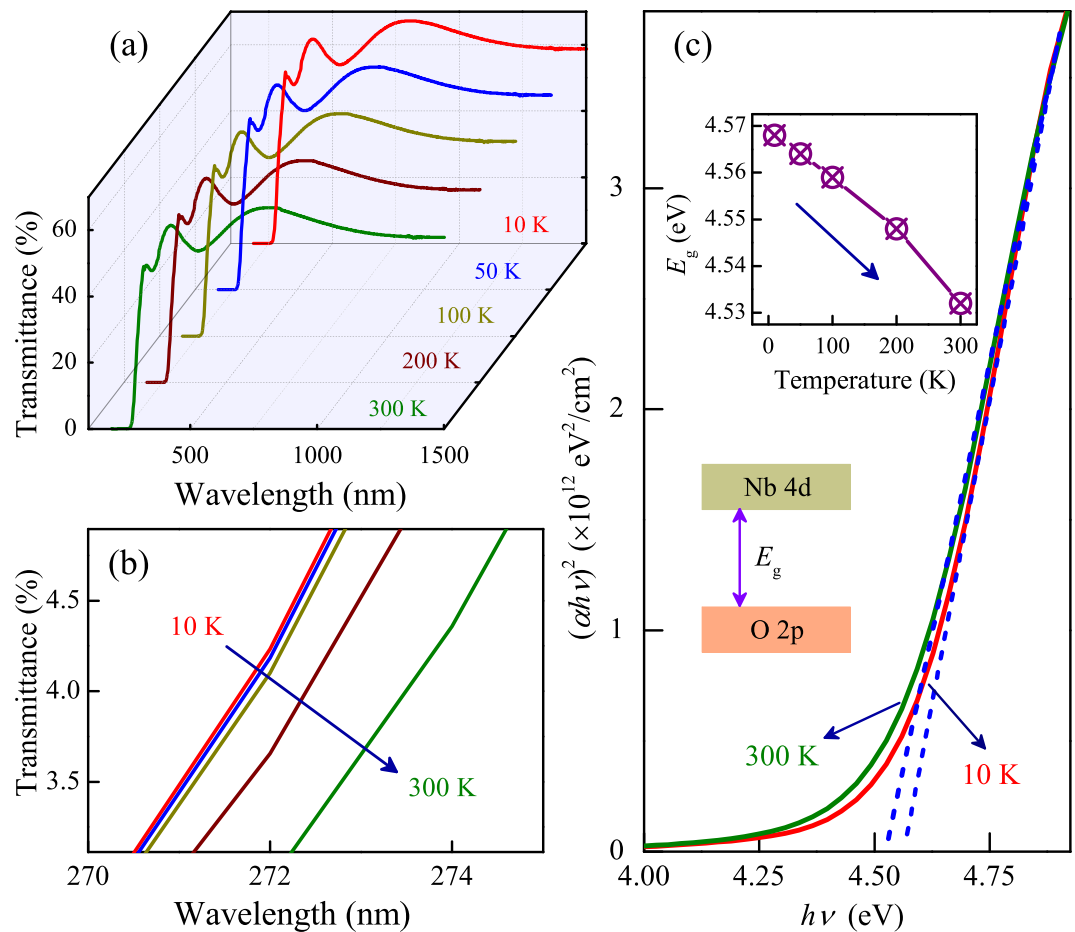 (a)
Transmittance (%)
60
40
20
0
10 K
50 K
100 K
200 K
300 K
500
1000
1500
Wavelength (nm)
(b)
Transmittance (%)
4.5
4.0
3.5
10 K
300 K
270
272
274
Wavelength (nm)
(c)
(αhν)² (×10¹² eV²/cm²)
3
2
1
0
4.57
4.56
4.55
4.54
4.53
E_g (eV)
0
100
200
300
Temperature (K)
Nb 4d
E_g
O 2p
300 K
10 K
4.00
4.25
4.50
4.75
hν (eV)